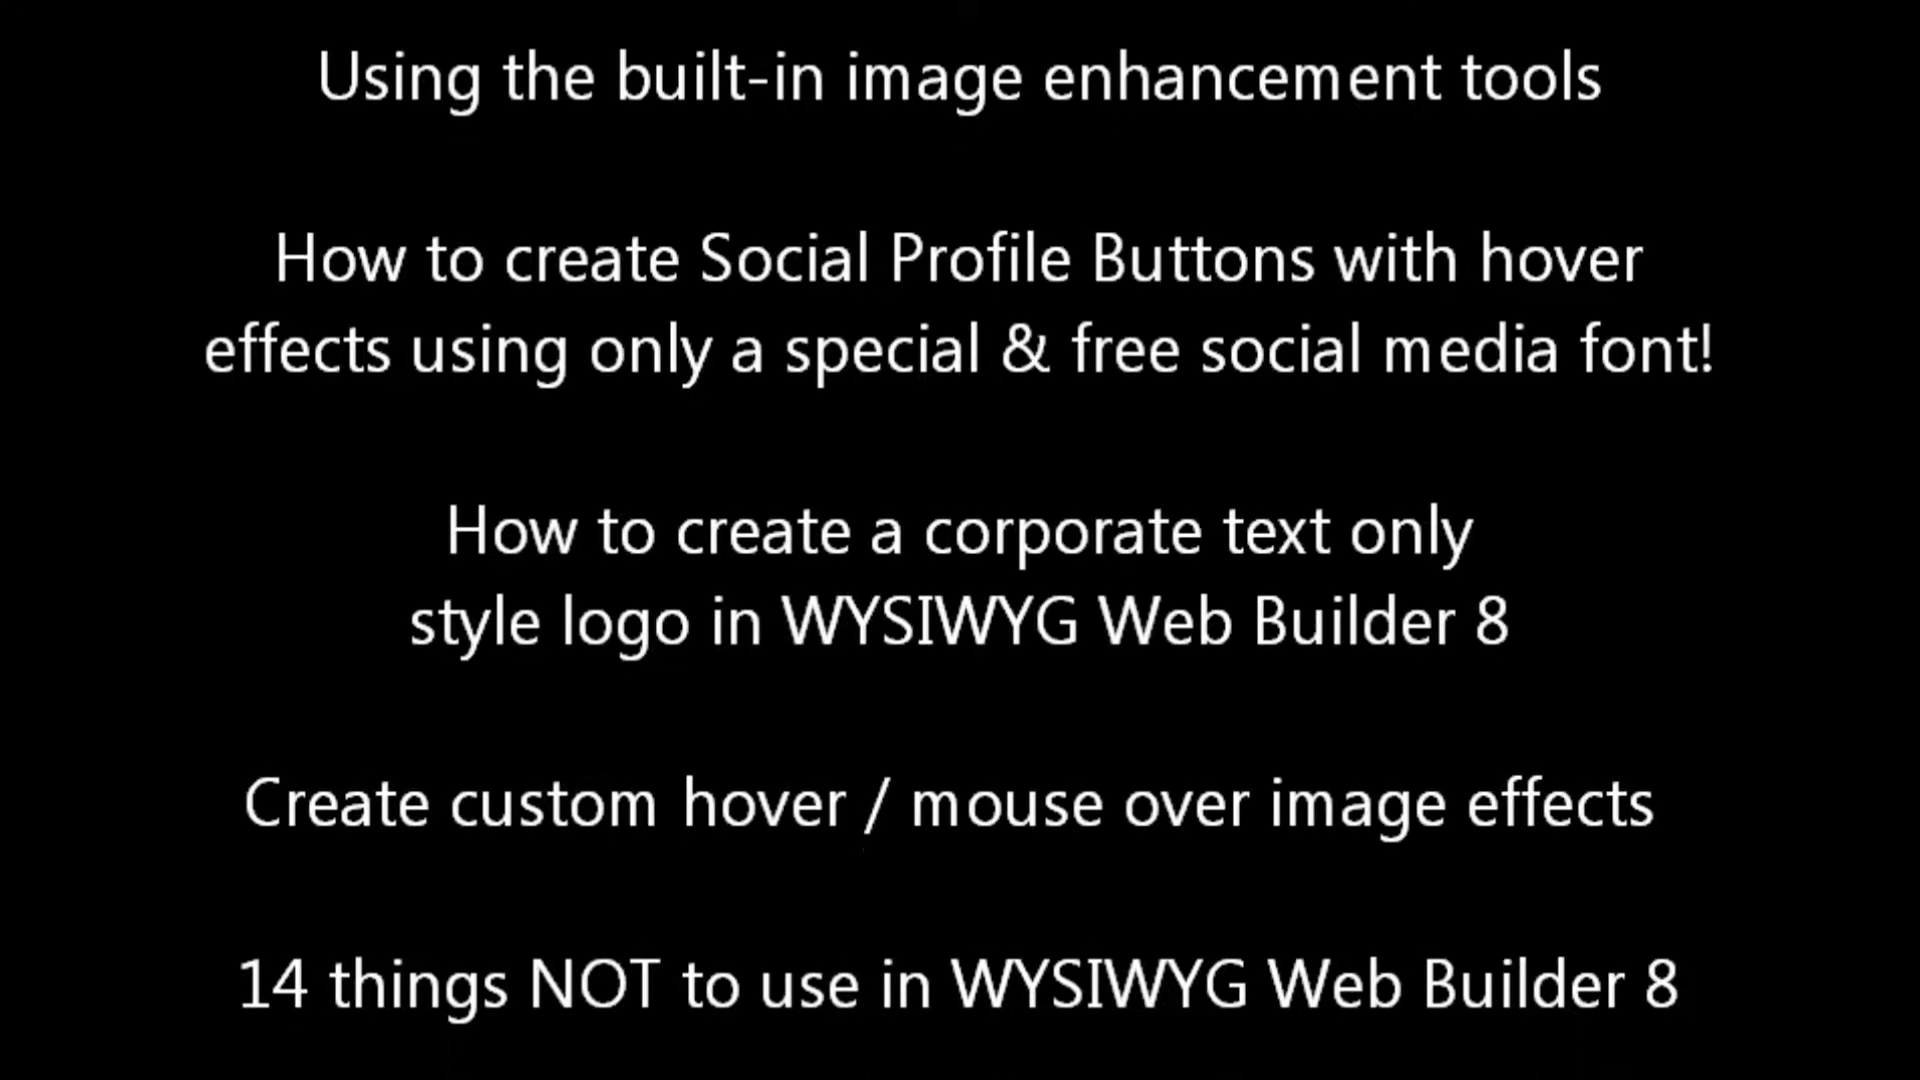 Using the built-in image enhancement tools
How to create Social Profile Buttons with hover
effects using only a special & free social media font!
How to create a corporate text only
style logo in WYSIWYG Web Builder 8
Create custom hover / mouse over image effects
14 things NOT to use in WYSIWYG Web Builder 8